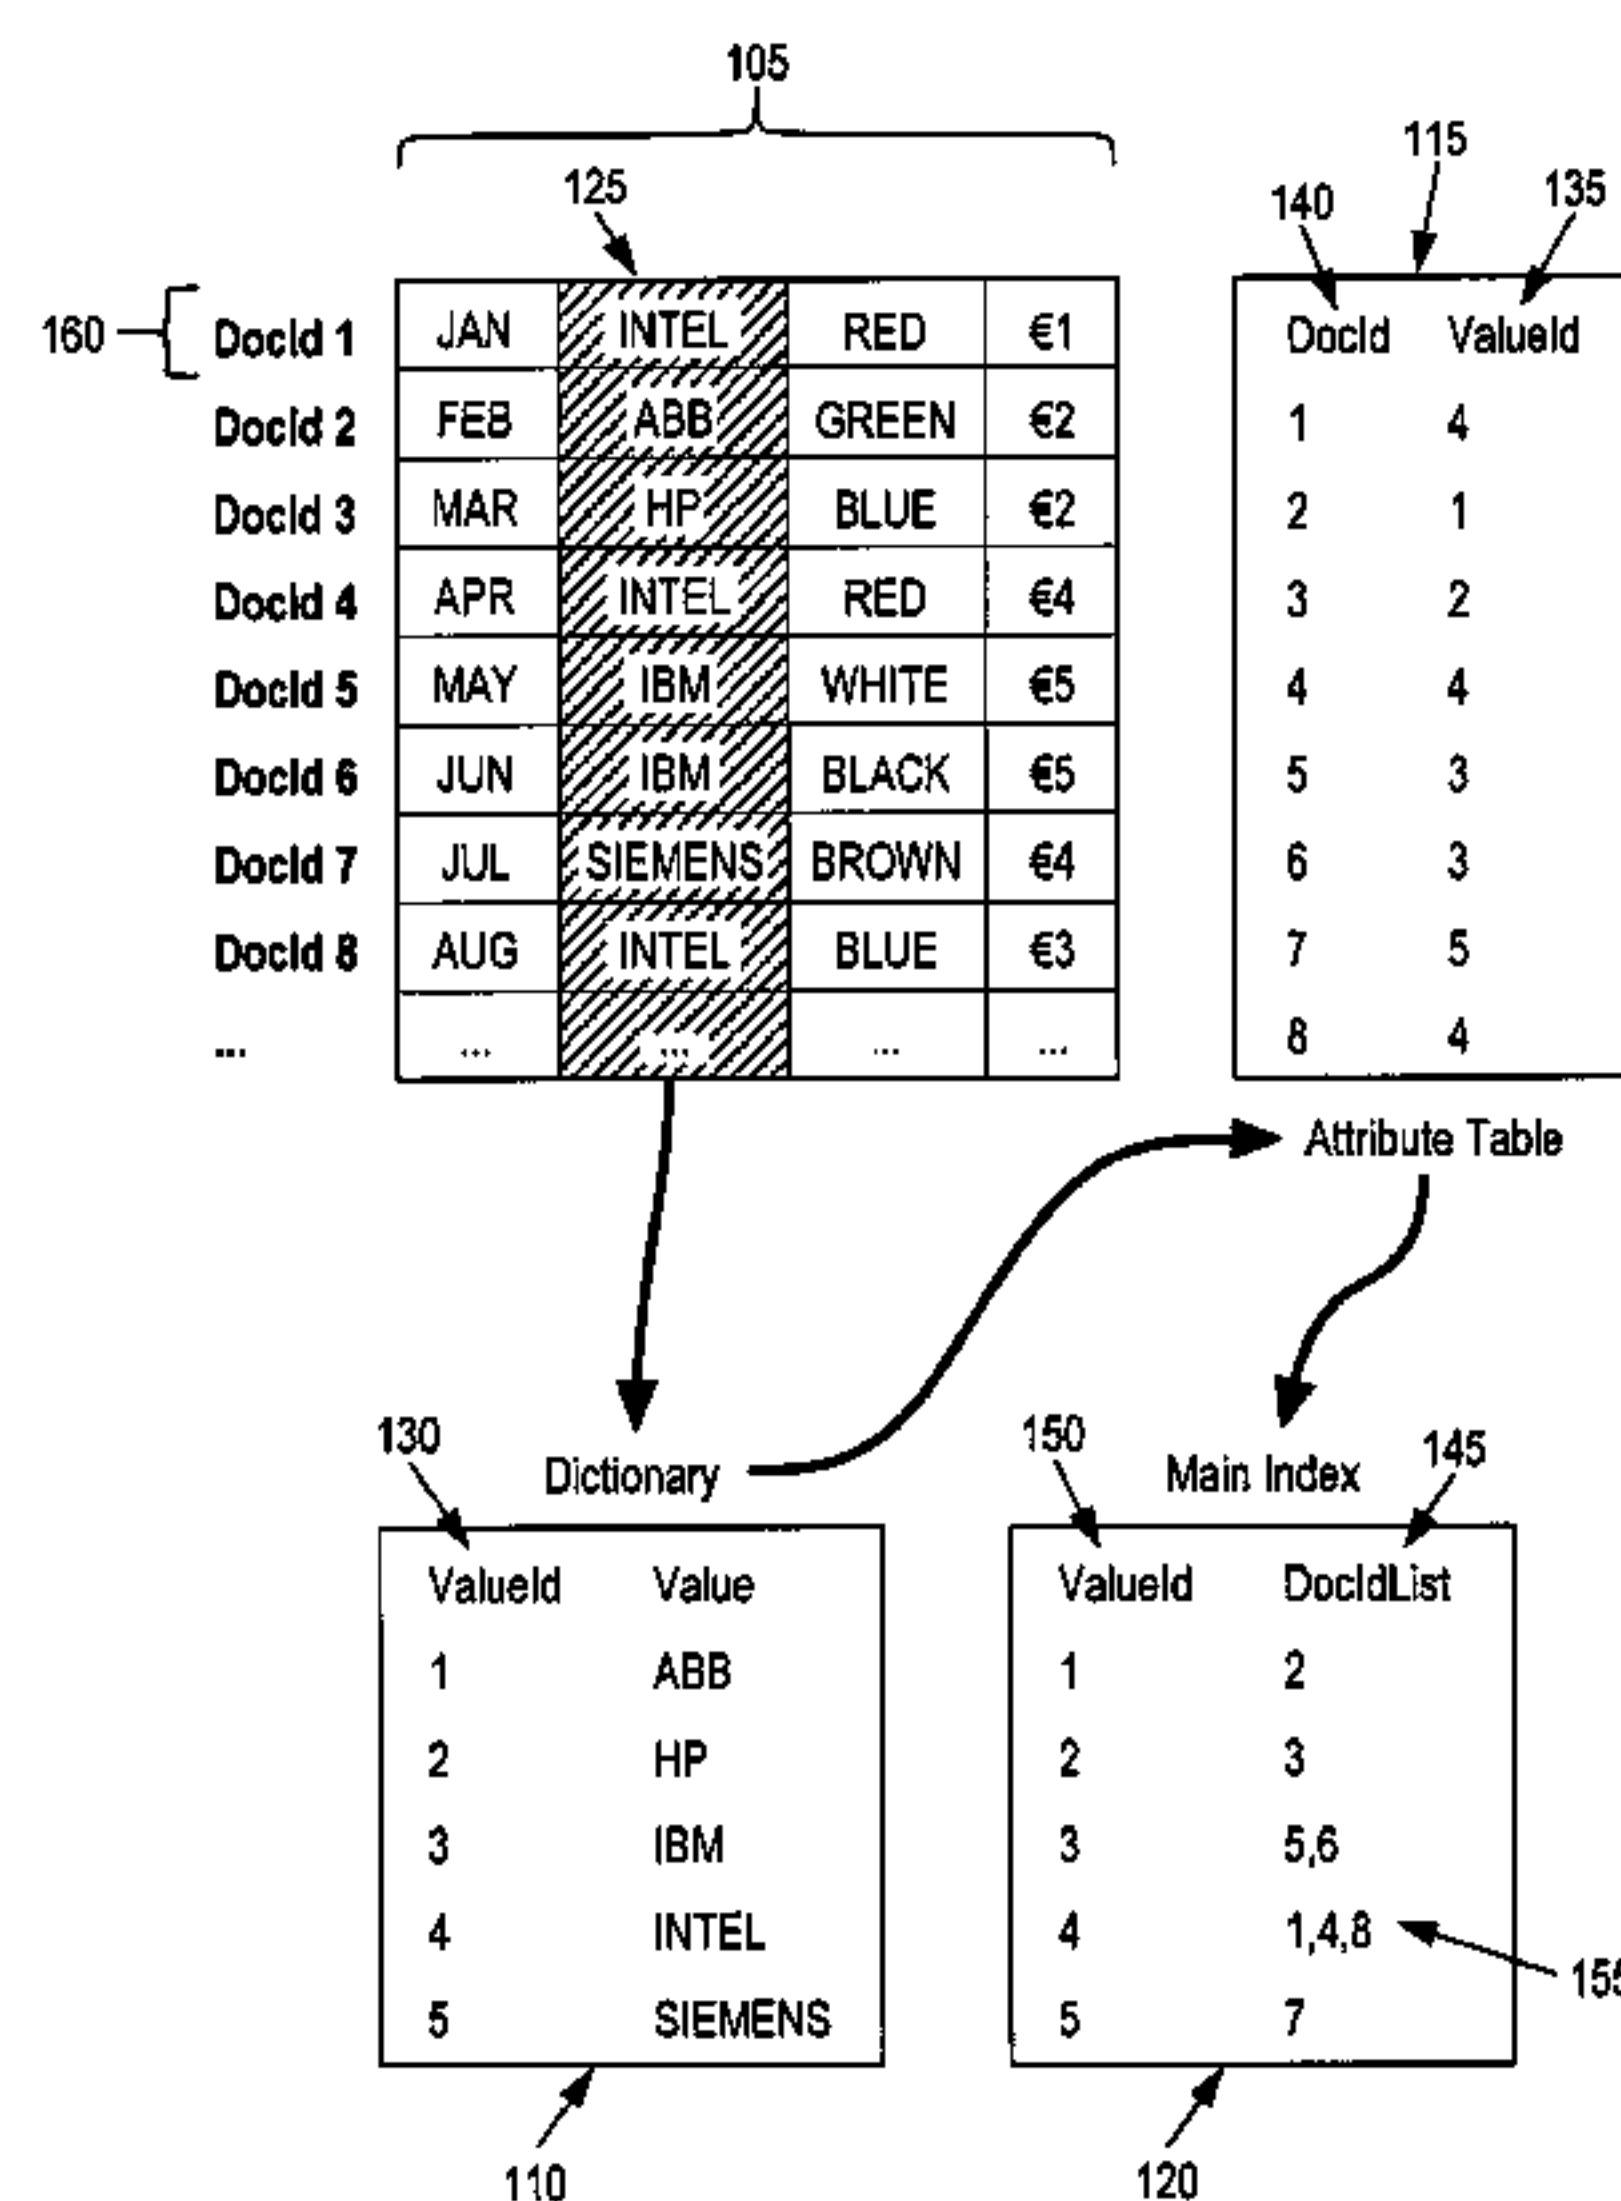 105
115
125
140
135
160 DocId 1 JAN INTEL RED €1 DocId ValueId
DocId 2 FEB ABB GREEN €2 1 4
DocId 3 MAR HP BLUE €2 2 1
DocId 4 APR INTEL RED €4 3 2
DocId 5 MAY IBM WHITE €5 4 4
DocId 6 JUN IBM BLACK €5 5 3
DocId 7 JUL SIEMENS BROWN €4 6 3
DocId 8 AUG INTEL BLUE €3 7 5
... ... ... ... ... 8 4
Attribute Table
130 150 145
Dictionary Main Index
ValueId Value ValueId DocIdList
1 ABB 1 2
2 HP 2 3
3 IBM 3 5,6
4 INTEL 4 1,4,8
155
5 SIEMENS 5 7
110 120